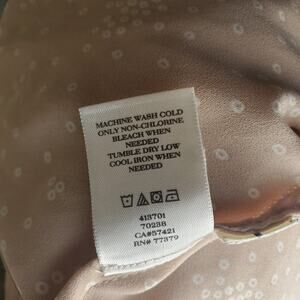 MACHINE WASH COLD
ONLY NON-CHLORINE
BLEACH WHEN
NEEDED
TUMBLE DRY LOW
COOL IRON WHEN
NEEDED
413701
70238
CA#57421
RN# 77379